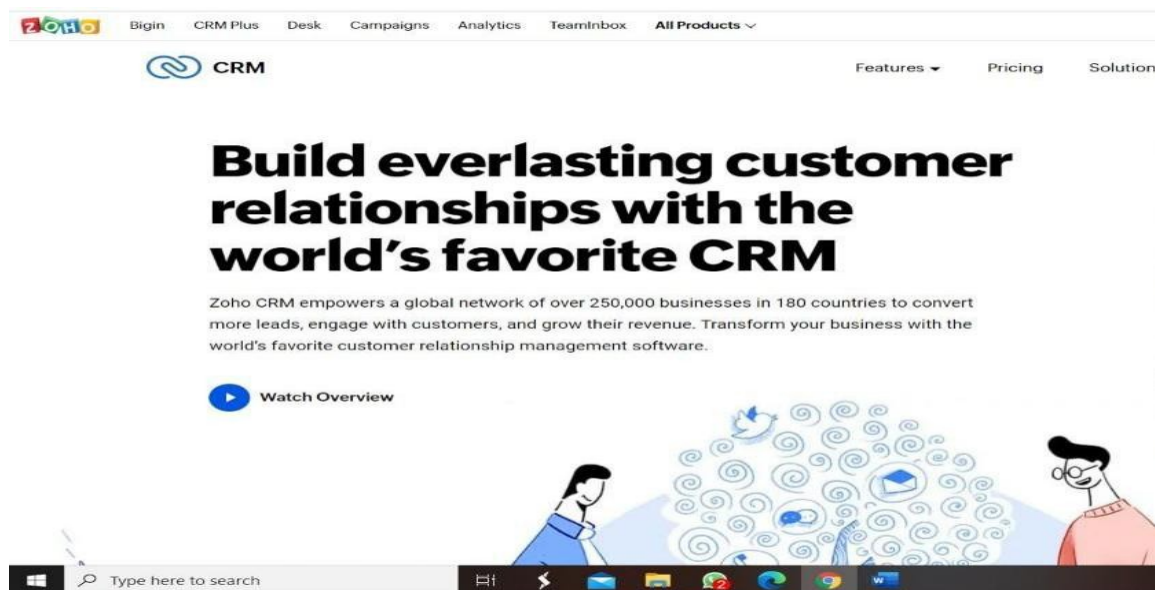 ZOHO Bigin CRM Plus Desk Campaigns Analytics TeamInbox All Products
CRM Features Pricing Solution
Build everlasting customer
relationships with the
world's favorite CRM
Zoho CRM empowers a global network of over 250,000 businesses in 180 countries to convert
more leads, engage with customers, and grow their revenue. Transform your business with the
world's favorite customer relationship management software.
Watch Overview
Type here to search 2 W